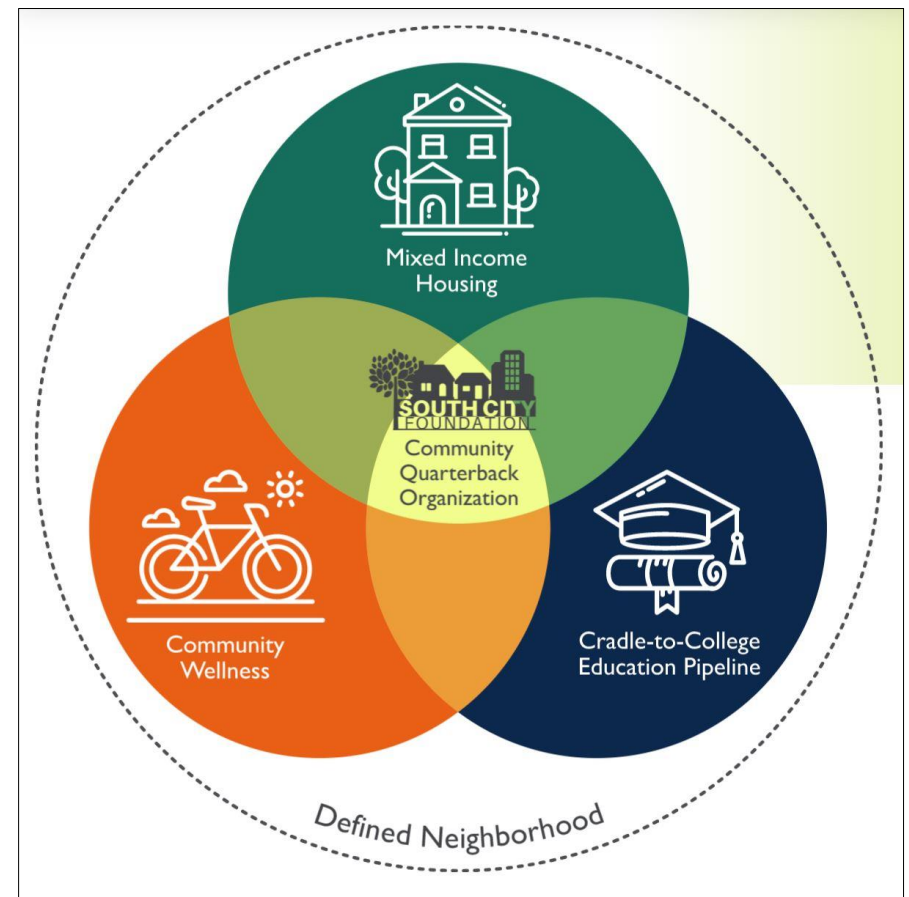 Mixed Income
Housing
SOUTH CITY
FOUNDATION
Community
Quarterback
Organization
Community
Wellness
Cradle-to-College
Education Pipeline
Defined Neighborhood